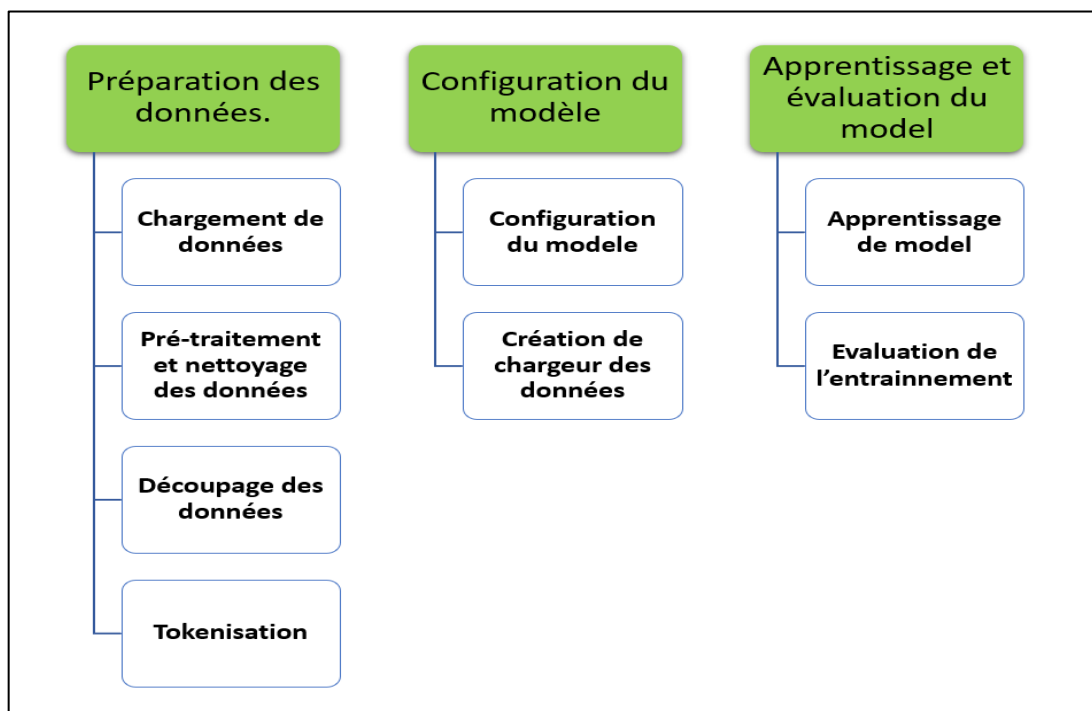 Préparation des
données.
Chargement de
données
Pré-traitement
et nettoyage
des données
Découpage des
données
Tokenisation
Configuration du
modèle
Configuration
du modele
Création de
chargeur des
données
Apprentissage et
évaluation du
model
Apprentissage
de model
Evaluation de
l’entrainnement